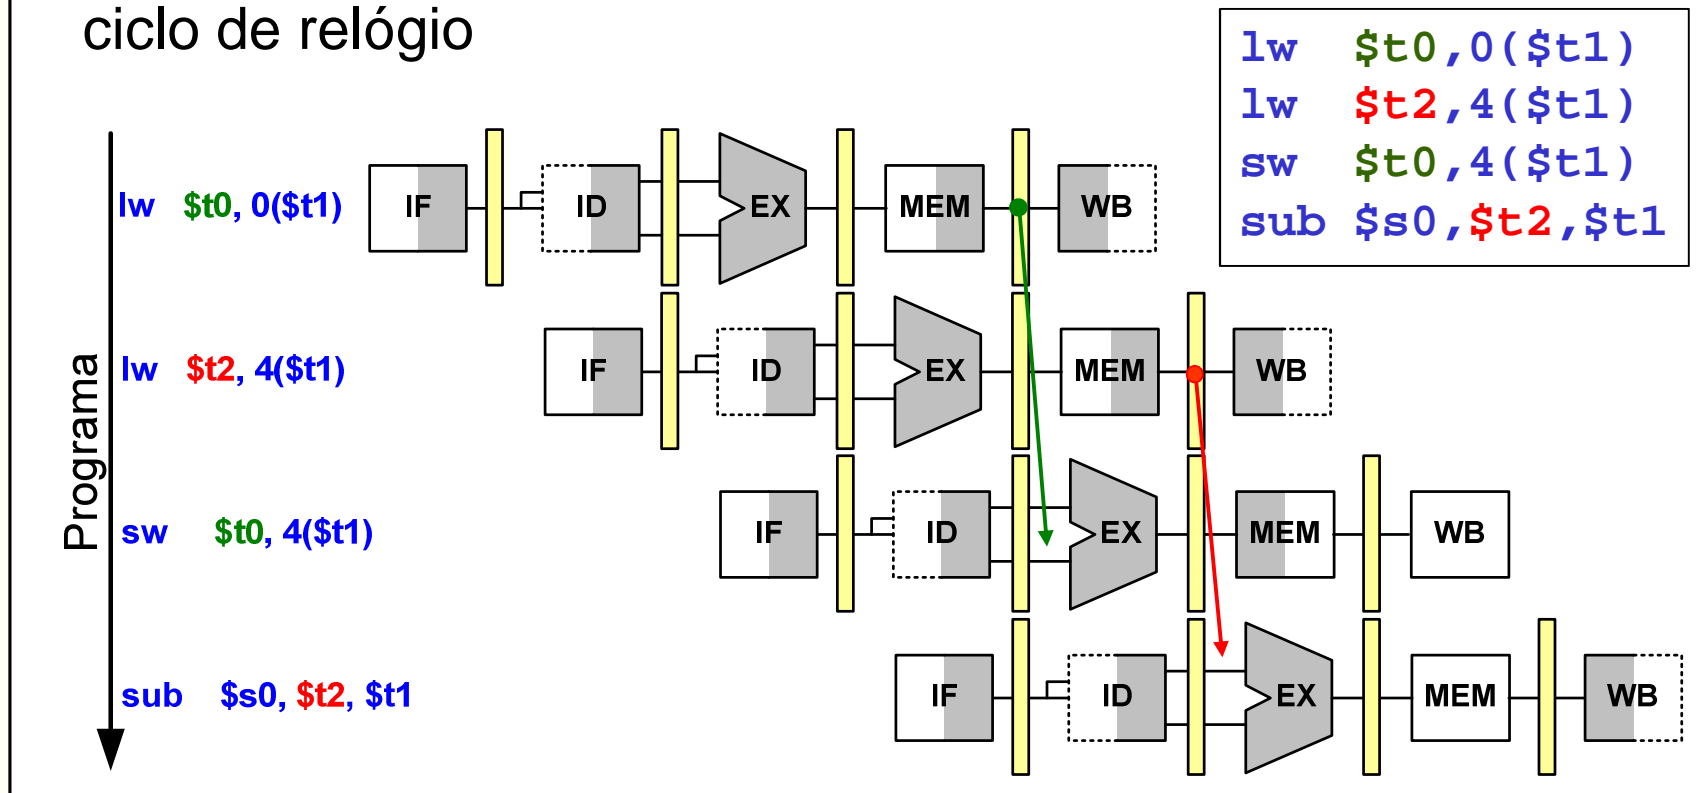 ciclo de relógio
lw $t0,0($t1)
lw $t2,4($t1)
sw $t0,4($t1)
sub $s0,$t2,$t1
Programa
lw $t0, 0($t1)
IF ID EX MEM WB
lw $t2, 4($t1)
IF ID EX MEM WB
sw $t0, 4($t1)
IF ID EX MEM WB
sub $s0, $t2, $t1
IF ID EX MEM WB